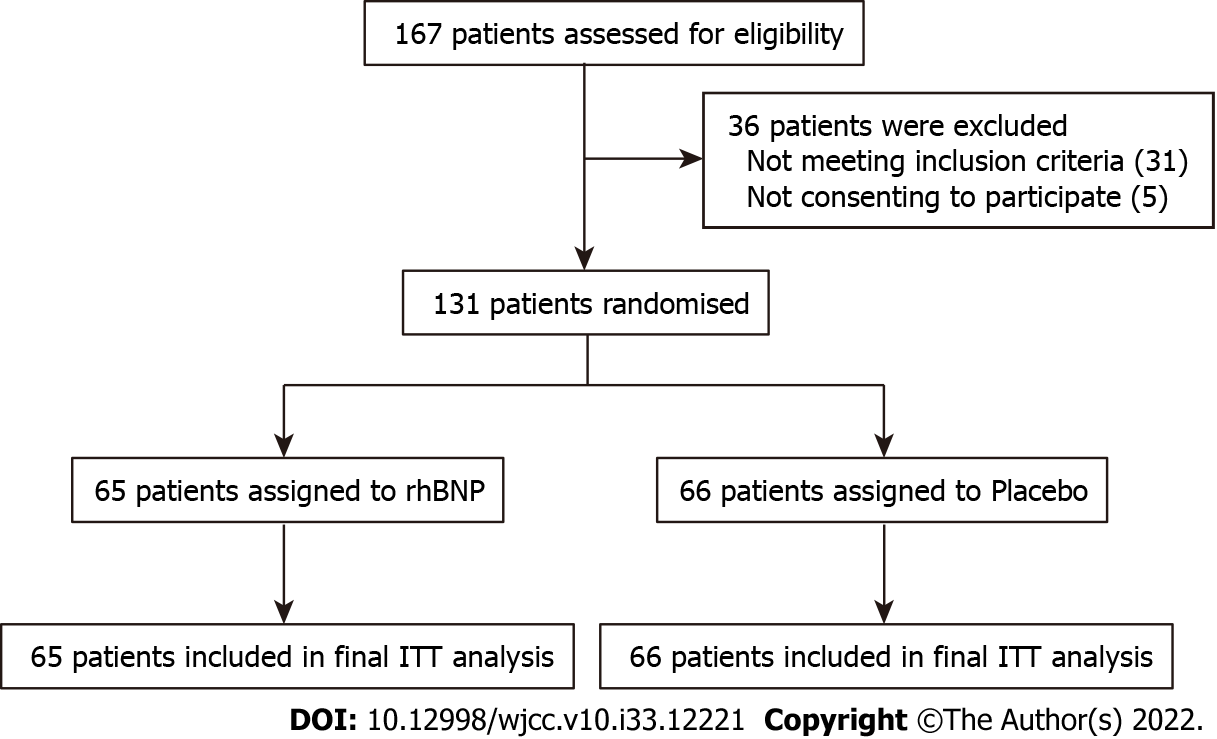 167 patients assessed for eligibility
36 patients were excluded
Not meeting inclusion criteria (31)
Not consenting to participate (5)
131 patients randomised
65 patients assigned to rhBNP
66 patients assigned to Placebo
65 patients included in final ITT analysis
66 patients included in final ITT analysis
DOI: 10.12998/wjcc.v10.i33.12221 Copyright ©The Author(s) 2022.